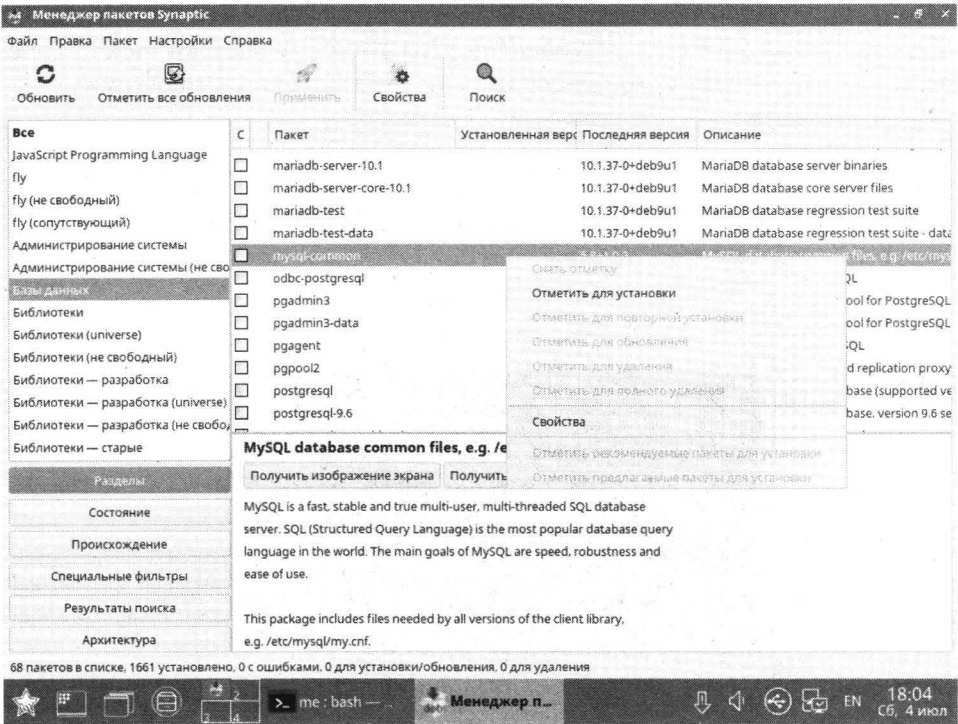 Менеджер пакетов Synaptic
Файл Правка Пакет Настройки Справка
Обновить Отметить все обновления Применить Свойства Поиск
Все
JavaScript Programming Language
fly
fly (не свободный)
fly (сопутствующий)
Администрирование системы
Администрирование системы (не сво
Базы данных
Библиотеки
Библиотеки (universe)
Библиотеки (не свободный)
Библиотеки — разработка
Библиотеки — разработка (universe)
Библиотеки — разработка (не свобо
Библиотеки — старые
Разделы
Состояние
Происхождение
Специальные фильтры
Результаты поиска
Архитектура
С Пакет Установленная верс Последняя версия Описание
mariadb-server-10.1 10.1.37-0+deb9u1 MariaDB database server binaries
mariadb-server-core-10.1 10.1.37-0+deb9u1 MariaDB database core server files
mariadb-test 10.1.37-0+deb9u1 MariaDB database regression test suite
mariadb-test-data 10.1.37-0+deb9u1 MariaDB database regression test suite - data
mysql-common MySQL database common files, e.g. /etc/mys
odbc-postgresql QL
pgadmin3 ool for PostgreSQL
pgadmin3-data ool for PostgreSQL
pgagent SQL
pgpool2 d replication proxy
postgresql base (supported ve
postgresql-9.6 base, version 9.6 se
Снять отметку
Отметить для установки
Отметить для повторной установки
Отметить для обновления
Отметить для удаления
Отметить для полного удаления
Свойства
Отметить рекомендуемые пакеты для установки
Отметить предлагаемые пакеты для установки
MySQL database common files, e.g. /e
Получить изображение экрана Получить
MySQL is a fast, stable and true multi-user, multi-threaded SQL database
server. SQL (Structured Query Language) is the most popular database query
language in the world. The main goals of MySQL are speed, robustness and
ease of use.
This package includes files needed by all versions of the client library,
e.g. /etc/mysql/my.cnf.
68 пакетов в списке, 1661 установлено, 0 с ошибками. 0 для установки/обновления, 0 для удаления
2 3 4 me : bash — .. Менеджер п... EN 18:04
Сб, 4 июл